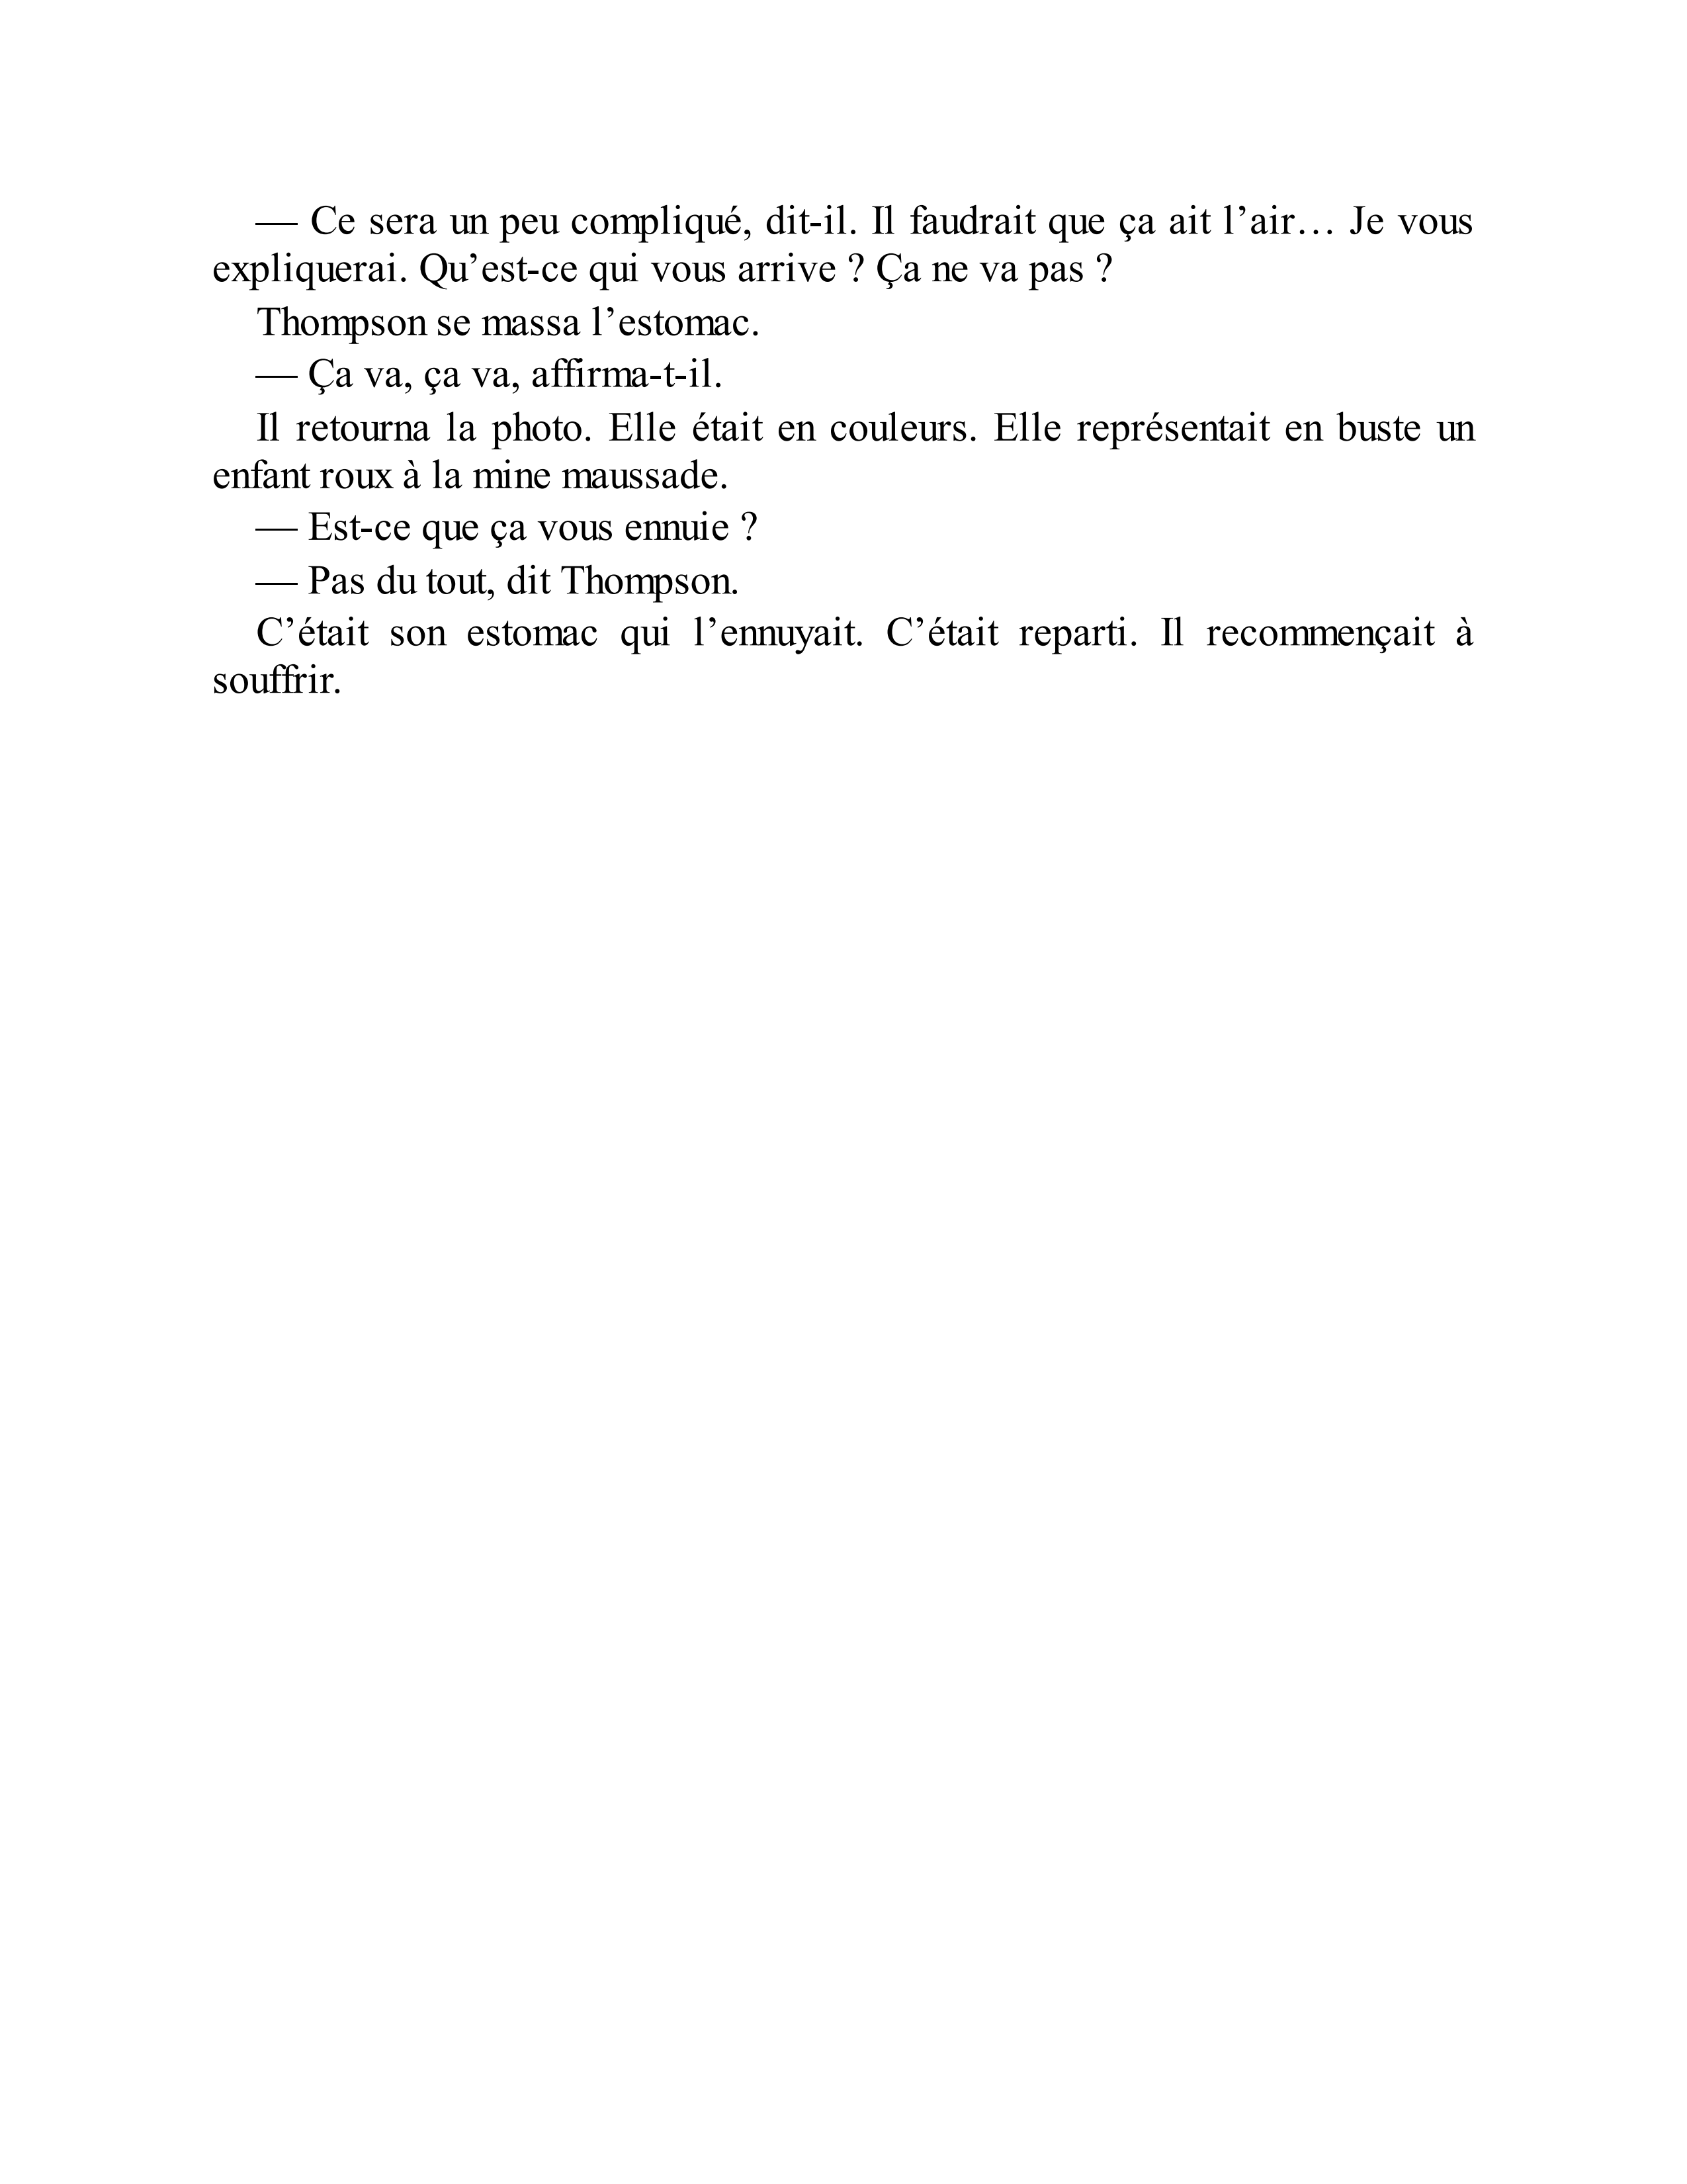 — Ce sera un peu compliqué, dit-il. Il faudrait que ça ait l’air… Je vous
expliquerai. Qu’est-ce qui vous arrive ? Ça ne va pas ?
Thompson se massa l’estomac.
— Ça va, ça va, affirma-t-il.
Il retourna la photo. Elle était en couleurs. Elle représentait en buste un
enfant roux à la mine maussade.
— Est-ce que ça vous ennuie ?
— Pas du tout, dit Thompson.
C’était son estomac qui l’ennuyait. C’était reparti. Il recommençait à
souffrir.